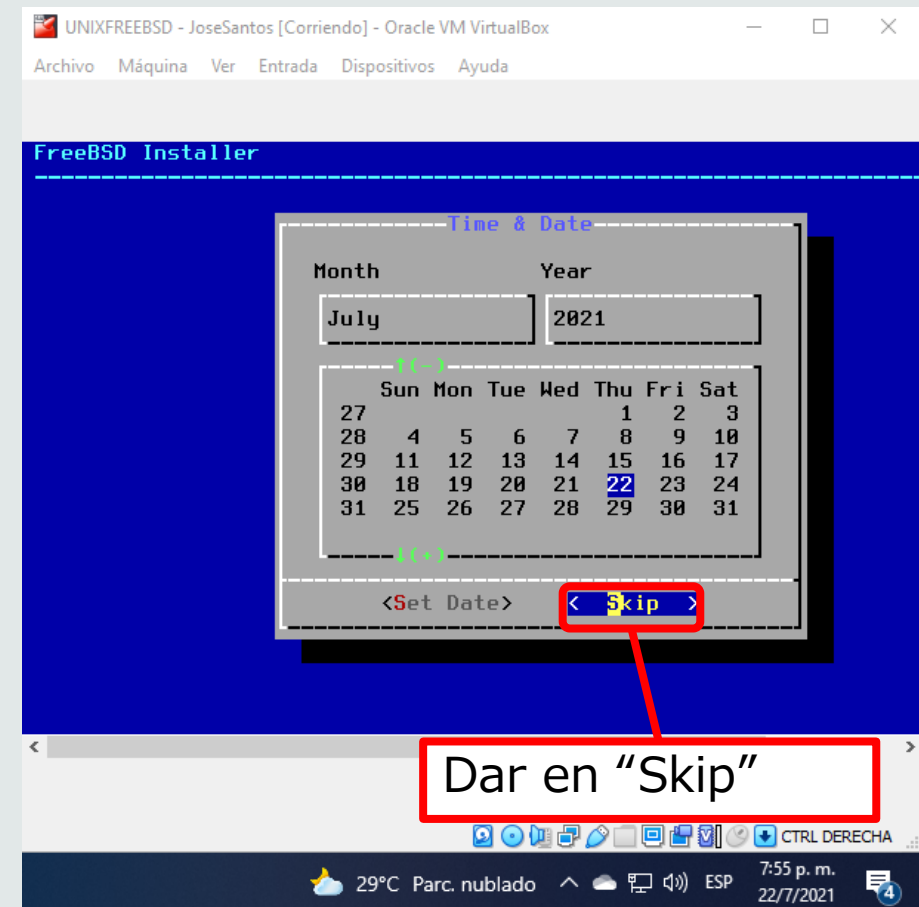 UNIXFREEBSD - JoseSantos [Corriendo] - Oracle VM VirtualBox
Archivo Máquina Ver Entrada Dispositivos Ayuda
FreeBSD Installer
Time & Date
Month Year
July 2021
↑(-)
Sun Mon Tue Wed Thu Fri Sat
27 1 2 3
28 4 5 6 7 8 9 10
29 11 12 13 14 15 16 17
30 18 19 20 21 22 23 24
31 25 26 27 28 29 30 31
↓(+)
<Set Date> < Skip >
Dar en “Skip”
CTRL DERECHA
29°C Parc. nublado ESP 7:55 p. m.
22/7/2021
4